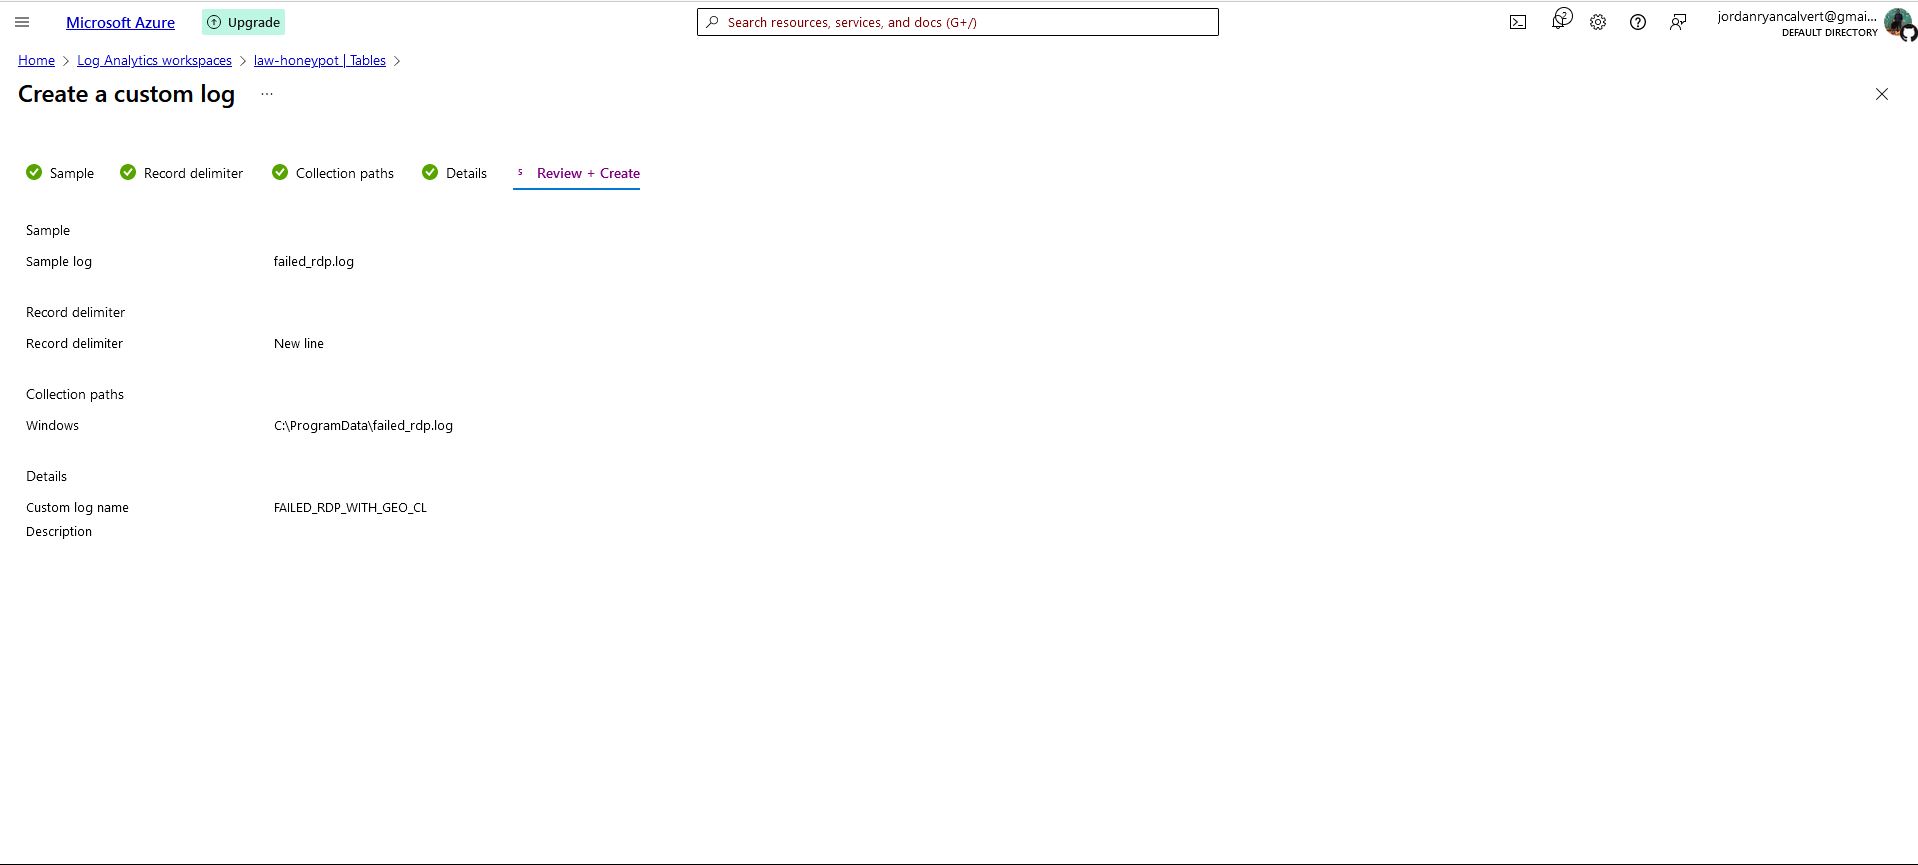 Microsoft Azure
Upgrade
Search resources, services, and docs (G+/)
2
jordanryancalvert@gmai...
DEFAULT DIRECTORY
Home > Log Analytics workspaces > law-honeypot | Tables >
Create a custom log ...
Sample
Record delimiter
Collection paths
Details
5 Review + Create
Sample
Sample log failed_rdp.log
Record delimiter
Record delimiter New line
Collection paths
Windows C:\ProgramData\failed_rdp.log
Details
Custom log name FAILED_RDP_WITH_GEO_CL
Description